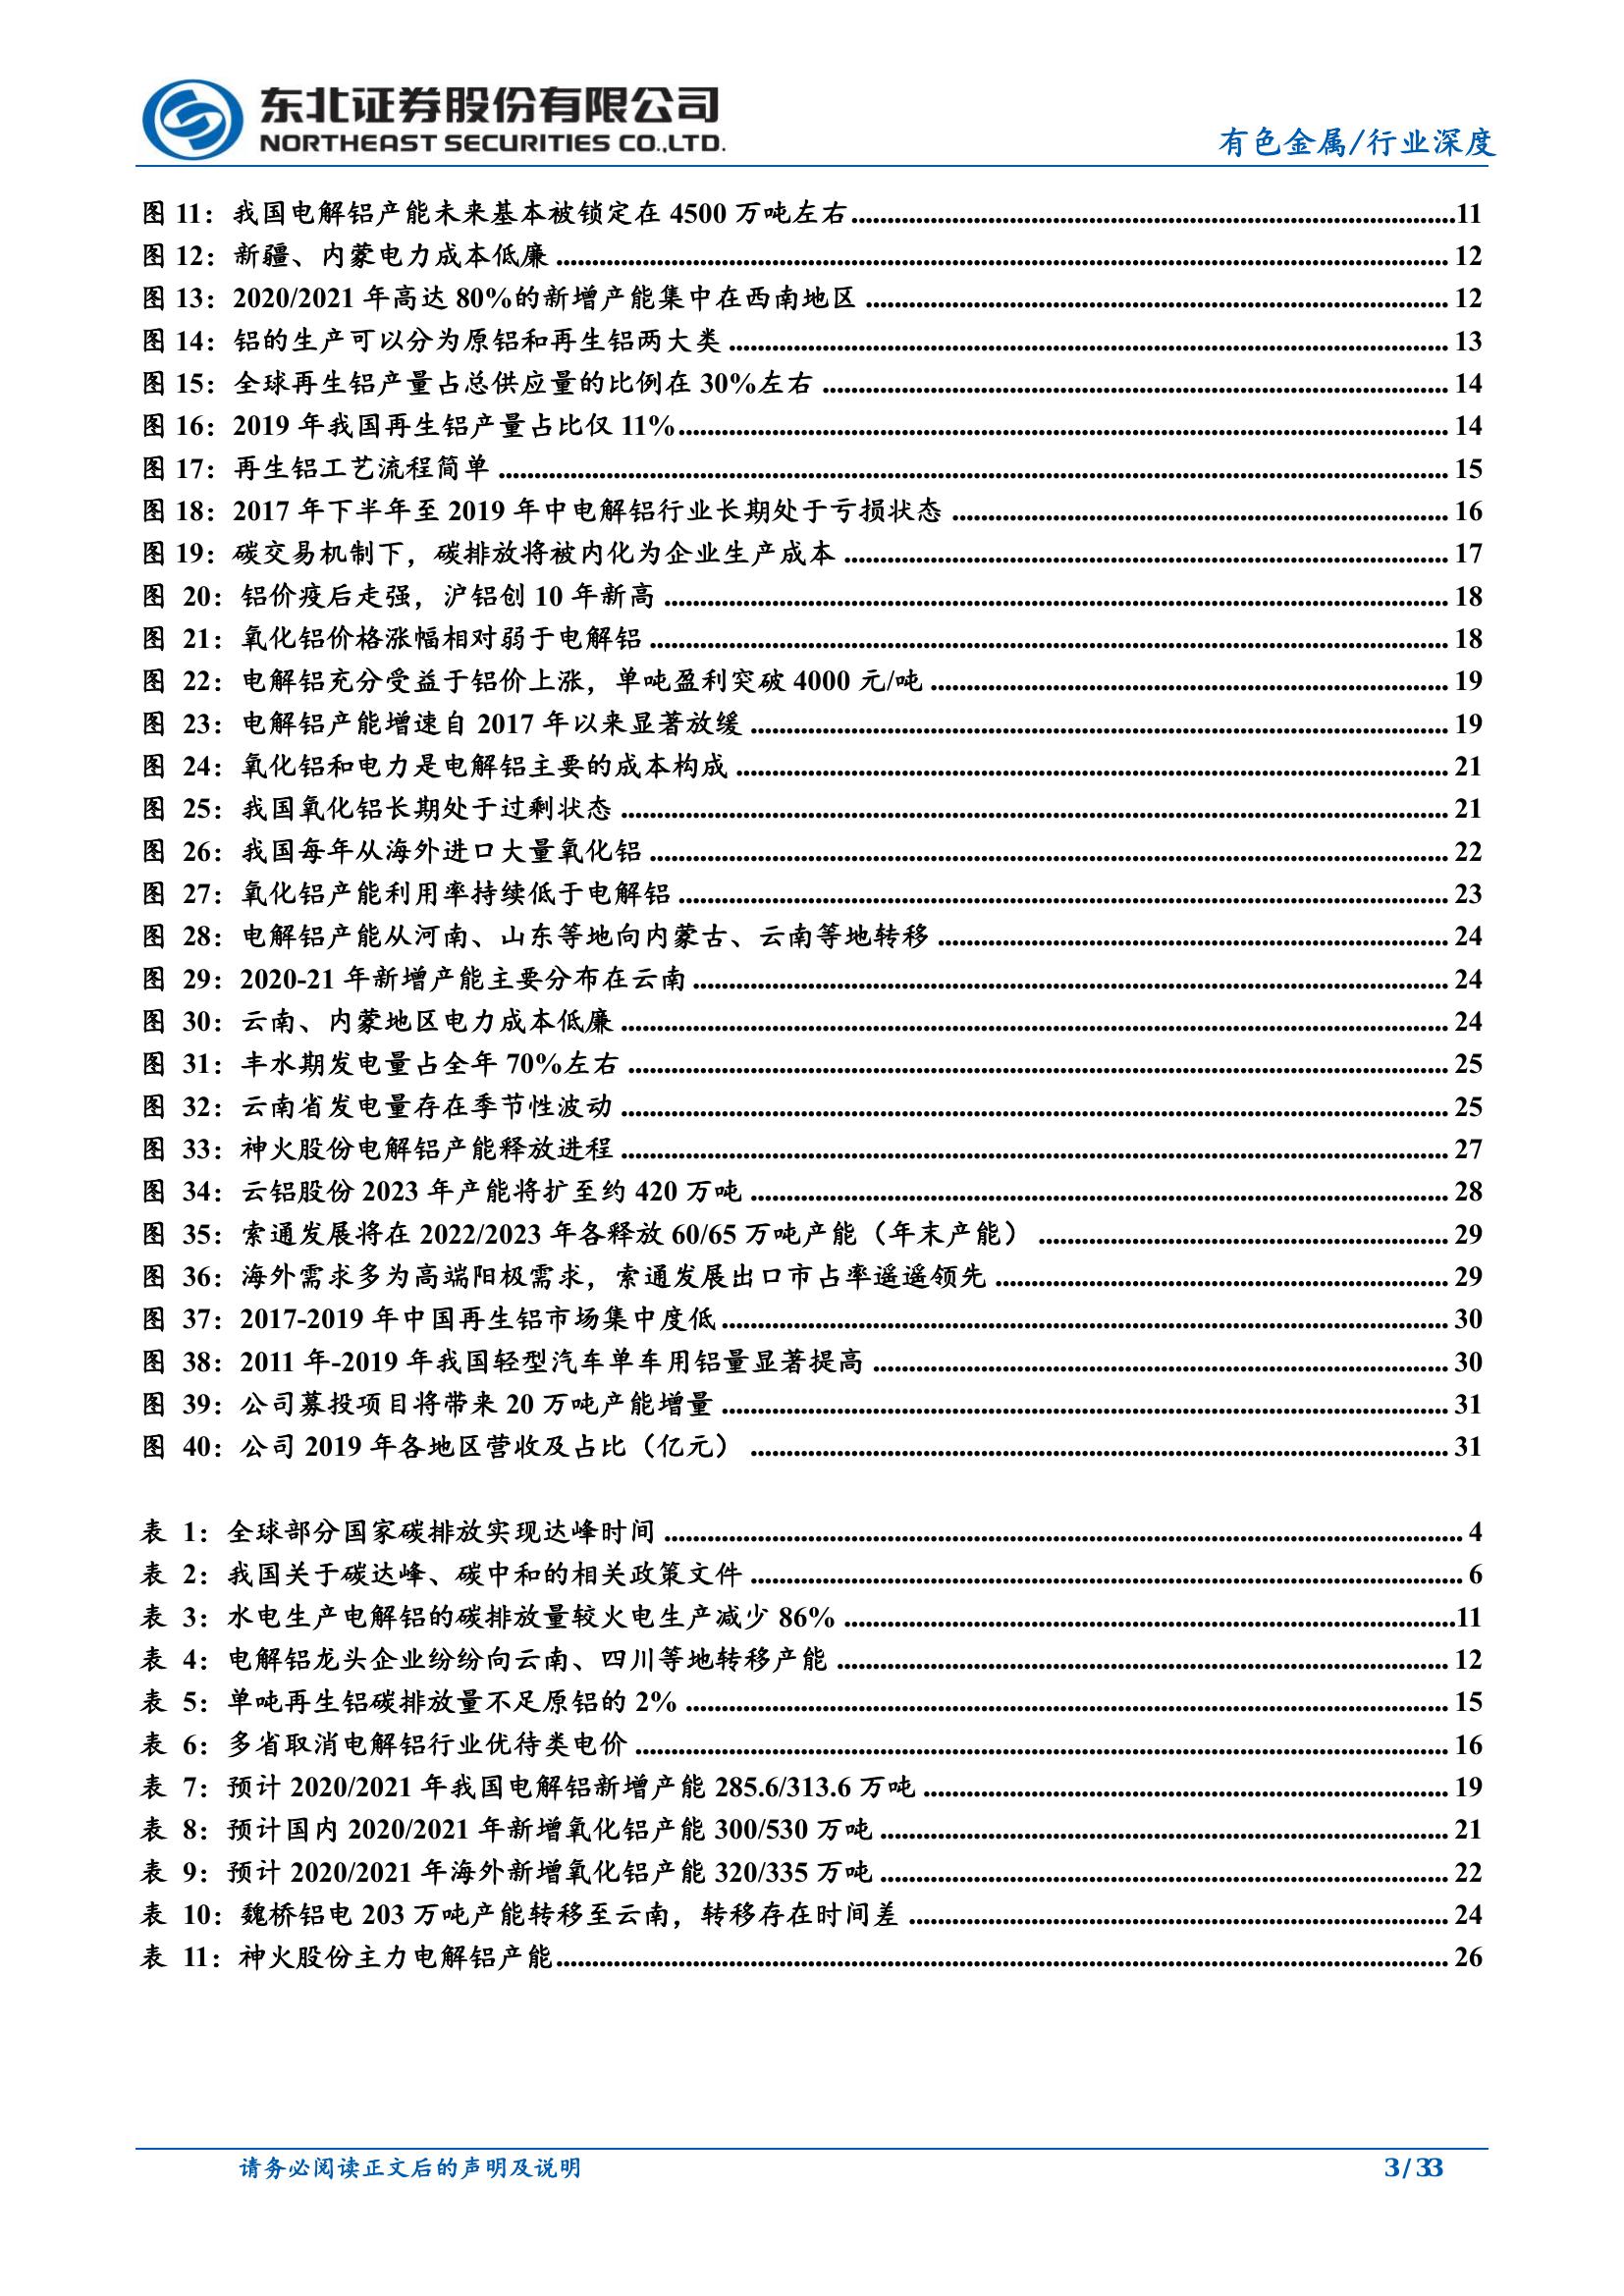 东北证券股份有限公司
NORTHEAST SECURITIES CO.,LTD.
有色金属/行业深度
图 11：我国电解铝产能未来基本被锁定在 4500 万吨左右....................11
图 12：新疆、内蒙电力成本低廉 .................... 12
图 13：2020/2021 年高达 80%的新增产能集中在西南地区 .................... 12
图 14：铝的生产可以分为原铝和再生铝两大类 .................... 13
图 15：全球再生铝产量占总供应量的比例在 30%左右 .................... 14
图 16：2019 年我国再生铝产量占比仅 11%.................... 14
图 17：再生铝工艺流程简单 .................... 15
图 18：2017 年下半年至 2019 年中电解铝行业长期处于亏损状态 .................... 16
图 19：碳交易机制下，碳排放将被内化为企业生产成本 .................... 17
图 20：铝价疫后走强，沪铝创 10 年新高 .................... 18
图 21：氧化铝价格涨幅相对弱于电解铝 .................... 18
图 22：电解铝充分受益于铝价上涨，单吨盈利突破 4000 元/吨 .................... 19
图 23：电解铝产能增速自 2017 年以来显著放缓 .................... 19
图 24：氧化铝和电力是电解铝主要的成本构成 .................... 21
图 25：我国氧化铝长期处于过剩状态 .................... 21
图 26：我国每年从海外进口大量氧化铝 .................... 22
图 27：氧化铝产能利用率持续低于电解铝 .................... 23
图 28：电解铝产能从河南、山东等地向内蒙古、云南等地转移 .................... 24
图 29：2020-21 年新增产能主要分布在云南 .................... 24
图 30：云南、内蒙地区电力成本低廉 .................... 24
图 31：丰水期发电量占全年 70%左右 .................... 25
图 32：云南省发电量存在季节性波动 .................... 25
图 33：神火股份电解铝产能释放进程 .................... 27
图 34：云铝股份 2023 年产能将扩至约 420 万吨 .................... 28
图 35：索通发展将在 2022/2023 年各释放 60/65 万吨产能（年末产能） .................... 29
图 36：海外需求多为高端阳极需求，索通发展出口市占率遥遥领先 .................... 29
图 37：2017-2019 年中国再生铝市场集中度低 .................... 30
图 38：2011 年-2019 年我国轻型汽车单车用铝量显著提高 .................... 30
图 39：公司募投项目将带来 20 万吨产能增量 .................... 31
图 40：公司 2019 年各地区营收及占比（亿元） .................... 31
表 1：全球部分国家碳排放实现达峰时间 .................... 4
表 2：我国关于碳达峰、碳中和的相关政策文件 .................... 6
表 3：水电生产电解铝的碳排放量较火电生产减少 86% ....................11
表 4：电解铝龙头企业纷纷向云南、四川等地转移产能 .................... 12
表 5：单吨再生铝碳排放量不足原铝的 2% .................... 15
表 6：多省取消电解铝行业优待类电价 .................... 16
表 7：预计 2020/2021 年我国电解铝新增产能 285.6/313.6 万吨 .................... 19
表 8：预计国内 2020/2021 年新增氧化铝产能 300/530 万吨 .................... 21
表 9：预计 2020/2021 年海外新增氧化铝产能 320/335 万吨 .................... 22
表 10：魏桥铝电 203 万吨产能转移至云南，转移存在时间差 .................... 24
表 11：神火股份主力电解铝产能.................... 26
请务必阅读正文后的声明及说明
3 / 33